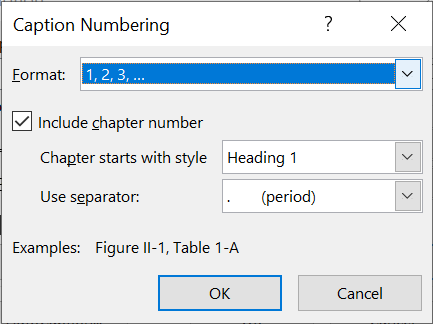 Caption Numbering ?
Format: 1, 2, 3, ...
Include chapter number
Chapter starts with style Heading 1
Use separator: . (period)
Examples: Figure II-1, Table 1-A
OK Cancel